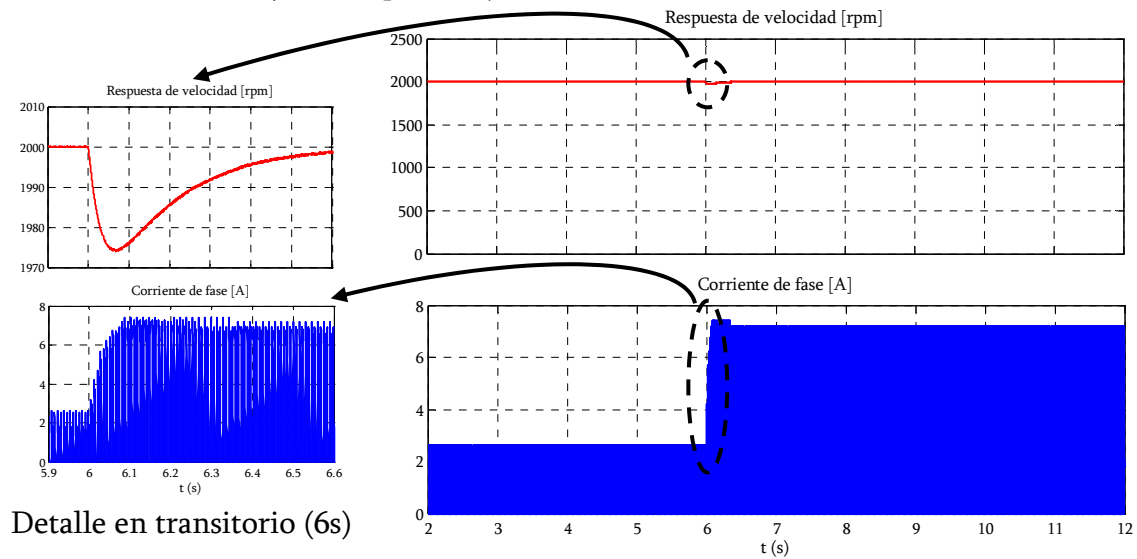 Respuesta de velocidad [rpm]
2500
2000
1500
1000
500
0
Respuesta de velocidad [rpm]
2010
2000
1990
1980
1970
Corriente de fase [A]
8
6
4
2
0
5.9 6 6.1 6.2 6.3 6.4 6.5 6.6
t (s)
Corriente de fase [A]
8
6
4
2
0
2 3 4 5 6 7 8 9 10 11 12
t (s)
Detalle en transitorio (6s)